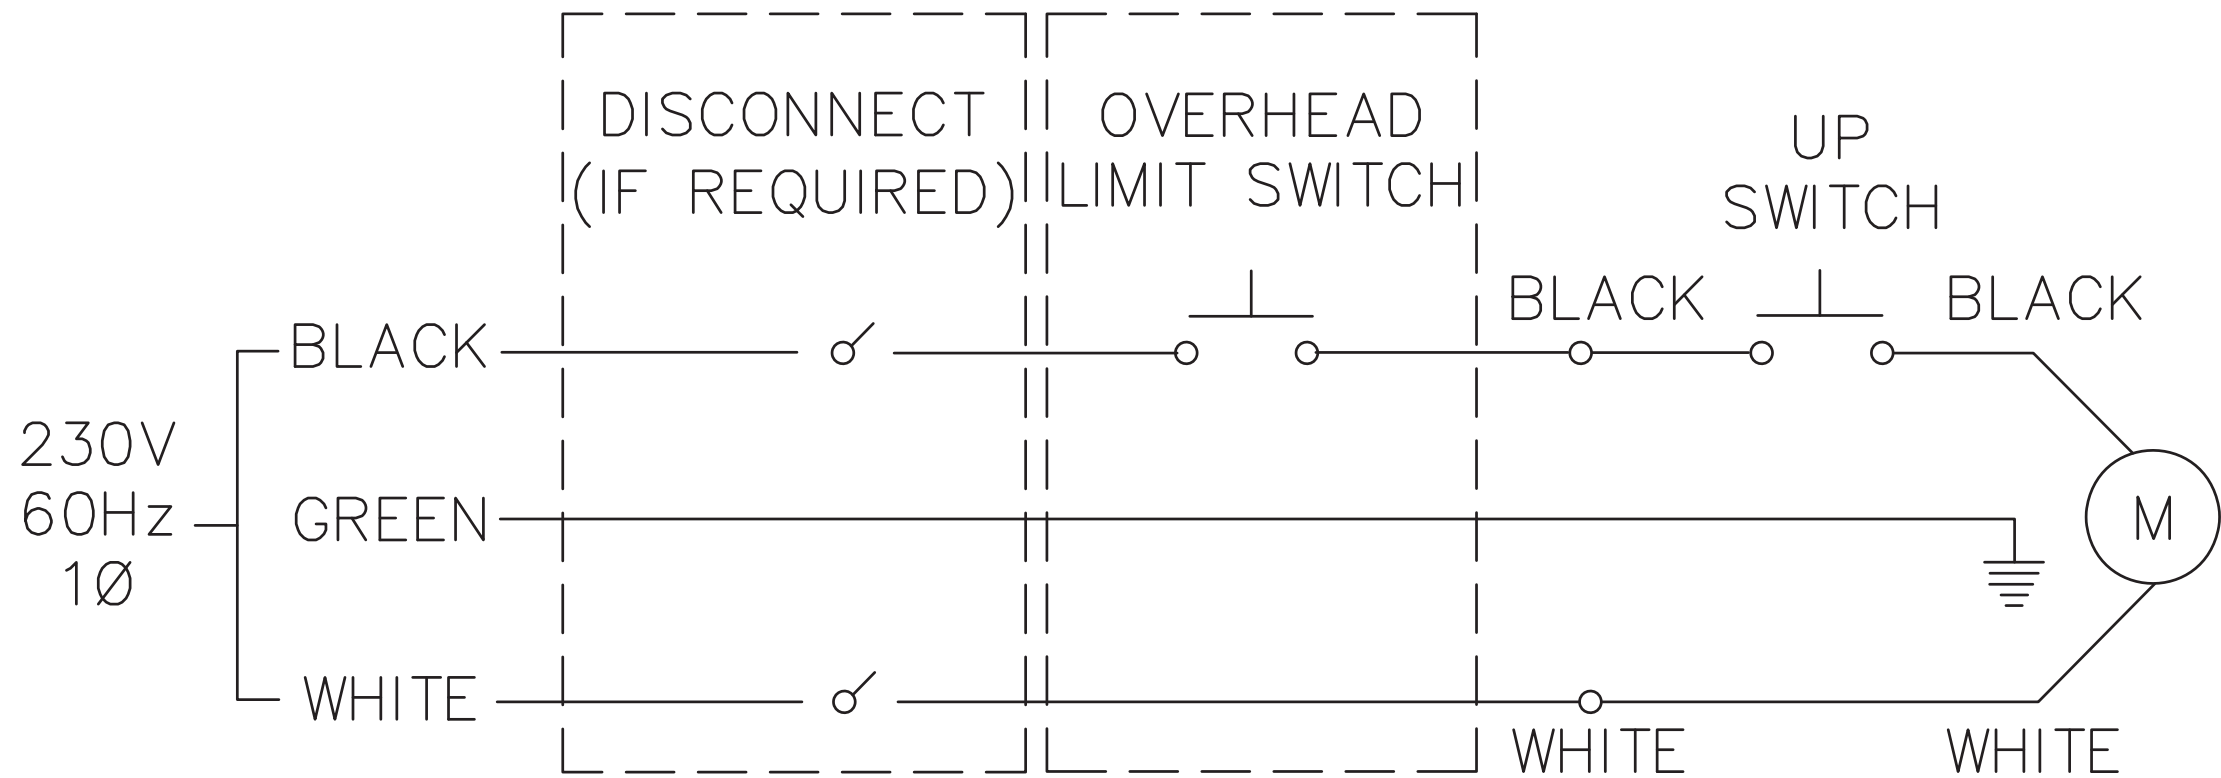 DISCONNECT
(IF REQUIRED)
OVERHEAD
LIMIT SWITCH
UP
SWITCH
BLACK
BLACK
BLACK
230V
60Hz
1Ø
GREEN
M
WHITE
WHITE
WHITE